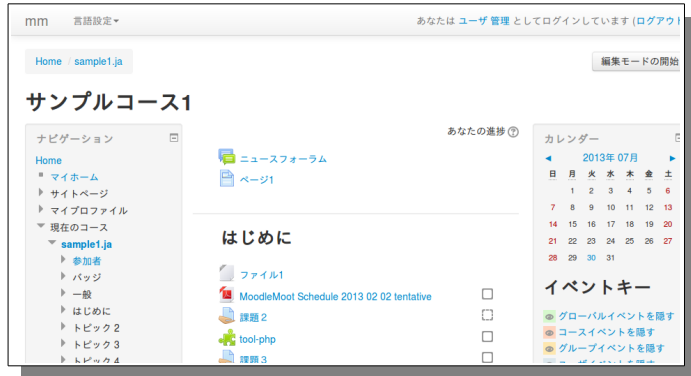 mm 言語設定 あなたは ユーザ 管理 としてログインしています (ログアウト
Home / sample1.ja 編集モードの開始
サンプルコース1
ナビゲーション
Home
マイホーム
サイトページ
マイプロファイル
現在のコース
sample1.ja
参加者
バッジ
一般
はじめに
トピック 2
トピック 3
トピック 4
あなたの進捗
ニュースフォーラム
ページ1
はじめに
ファイル1
MoodleMoot Schedule 2013 02 02 tentative
課題 2
tool-php
課題 3
カレンダー
◄ 2013年 07月 ►
日 月 火 水 木 金 土
1 2 3 4 5 6
7 8 9 10 11 12 13
14 15 16 17 18 19 20
21 22 23 24 25 26 27
28 29 30 31
イベントキー
グローバルイベントを隠す
コースイベントを隠す
グループイベントを隠す